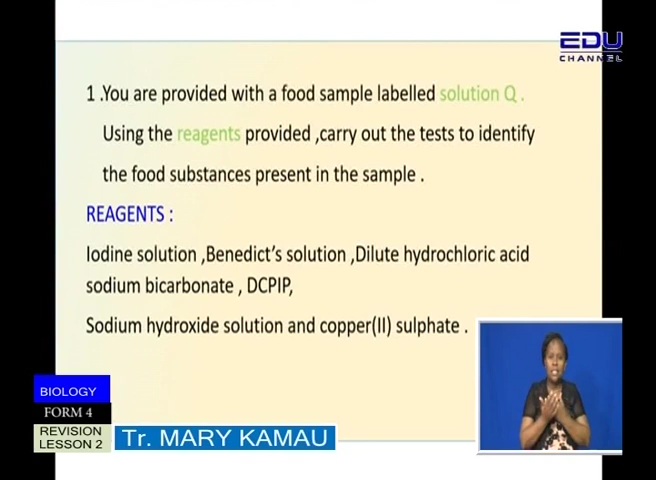 EDU
CHANNEL
1 .You are provided with a food sample labelled solution Q .
Using the reagents provided ,carry out the tests to identify
the food substances present in the sample .
REAGENTS :
Iodine solution ,Benedict's solution ,Dilute hydrochloric acid
sodium bicarbonate , DCPIP,
Sodium hydroxide solution and copper(II) sulphate .
BIOLOGY
FORM 4
REVISION
LESSON 2
Tr. MARY KAMAU